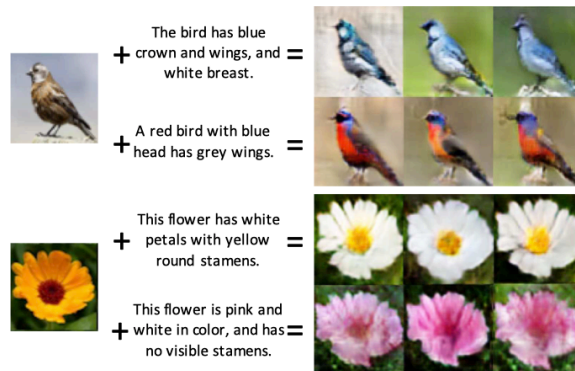 The bird has blue
+ crown and wings, and =
white breast.
+ A red bird with blue =
head has grey wings.
This flower has white
+ petals with yellow =
round stamens.
This flower is pink and
+ white in color, and has =
no visible stamens.